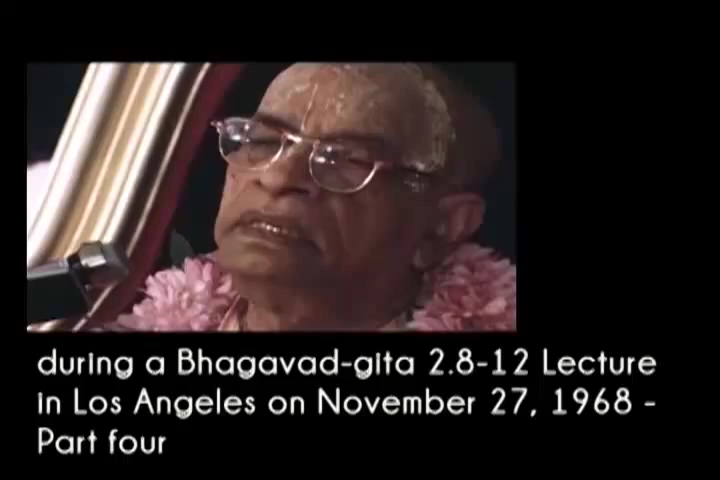 during a Bhagavad-gita 2.8-12 Lecture
in Los Angeles on November 27, 1968 -
Part four